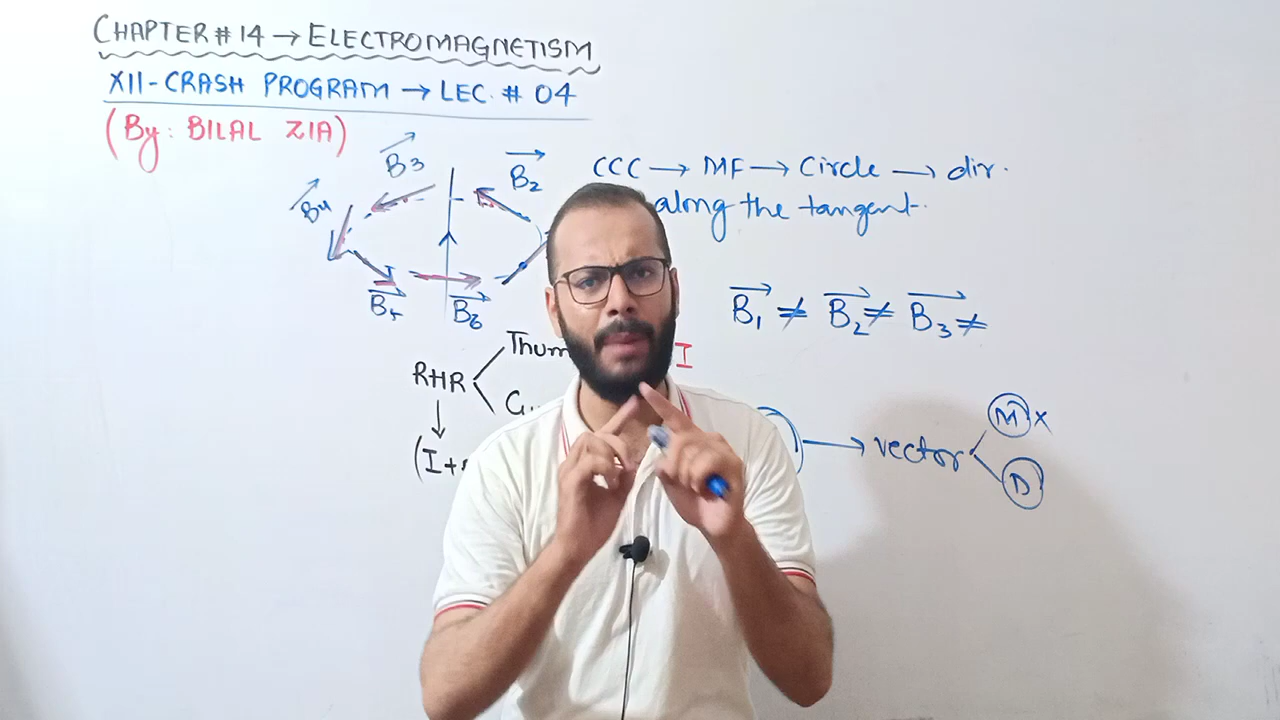 CHAPTER # 14 → ELECTROMAGNETISM
XII-CRASH PROGRAM → LEC. # 04
(By: BILAL ZIA)
B3
B2
B4
CCC → MF → Circle → dir.
along the tangent.
B5
B6
B1 ≠ B2 ≠ B3 ≠
I
RHR
(I
→ vector
M X
D